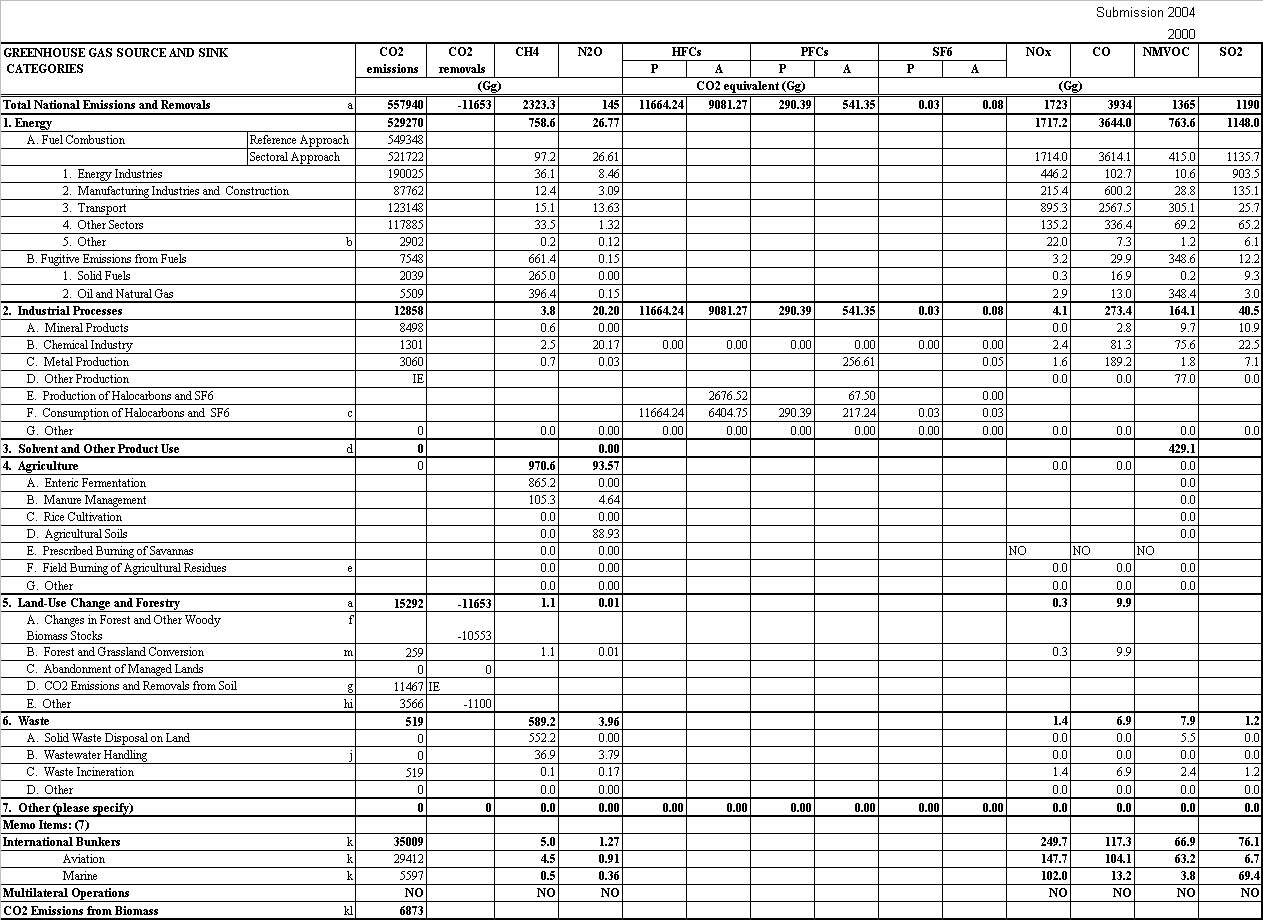 Submission 2004
2000
GREENHOUSE GAS SOURCE AND SINK CO2 CO2 CH4 N2O HFCs PFCs SF6 NOx CO NMVOC SO2
CATEGORIES emissions removals P A P A P A
(Gg) CO2 equivalent (Gg) (Gg)
Total National Emissions and Removals a 557940 -11653 2323.3 145 11664.24 9081.27 290.39 541.35 0.03 0.08 1723 3934 1365 1190
1. Energy 529270 758.6 26.77 1717.2 3644.0 763.6 1148.0
A. Fuel Combustion Reference Approach 549348
Sectoral Approach 521722 97.2 26.61 1714.0 3614.1 415.0 1135.7
1. Energy Industries 190025 36.1 8.46 446.2 102.7 10.6 903.5
2. Manufacturing Industries and Construction 87762 12.4 3.09 215.4 600.2 28.8 135.1
3. Transport 123148 15.1 13.63 895.3 2567.5 305.1 25.7
4. Other Sectors 117885 33.5 1.32 135.2 336.4 69.2 65.2
5. Other b 2902 0.2 0.12 22.0 7.3 1.2 6.1
B. Fugitive Emissions from Fuels 7548 661.4 0.15 3.2 29.9 348.6 12.2
1. Solid Fuels 2039 265.0 0.00 0.3 16.9 0.2 9.3
2. Oil and Natural Gas 5509 396.4 0.15 2.9 13.0 348.4 3.0
2. Industrial Processes 12858 3.8 20.20 11664.24 9081.27 290.39 541.35 0.03 0.08 4.1 273.4 164.1 40.5
A. Mineral Products 8498 0.6 0.00 0.0 2.8 9.7 10.9
B. Chemical Industry 1301 2.5 20.17 0.00 0.00 0.00 0.00 0.00 0.00 2.4 81.3 75.6 22.5
C. Metal Production 3060 0.7 0.03 256.61 0.05 1.6 189.2 1.8 7.1
D. Other Production IE 0.0 0.0 77.0 0.0
E. Production of Halocarbons and SF6 2676.52 67.50 0.00
F. Consumption of Halocarbons and SF6 c 11664.24 6404.75 290.39 217.24 0.03 0.03
G. Other 0 0.0 0.00 0.00 0.00 0.00 0.00 0.00 0.00 0.0 0.0 0.0 0.0
3. Solvent and Other Product Use d 0 0.00 429.1
4. Agriculture 0 970.6 93.57 0.0 0.0 0.0
A. Enteric Fermentation 865.2 0.00 0.0
B. Manure Management 105.3 4.64 0.0
C. Rice Cultivation 0.0 0.00 0.0
D. Agricultural Soils 0.0 88.93 0.0
E. Prescribed Burning of Savannas 0.0 0.00 NO NO NO
F. Field Burning of Agricultural Residues e 0.0 0.00 0.0 0.0 0.0
G. Other 0.0 0.00 0.0 0.0 0.0
5. Land-Use Change and Forestry a 15292 -11653 1.1 0.01 0.3 9.9
A. Changes in Forest and Other Woody f
Biomass Stocks -10553
B. Forest and Grassland Conversion m 259 1.1 0.01 0.3 9.9
C. Abandonment of Managed Lands 0 0
D. CO2 Emissions and Removals from Soil g 11467 IE
E. Other hi 3566 -1100
6. Waste 519 589.2 3.96 1.4 6.9 7.9 1.2
A. Solid Waste Disposal on Land 0 552.2 0.00 0.0 0.0 5.5 0.0
B. Wastewater Handling j 0 36.9 3.79 0.0 0.0 0.0 0.0
C. Waste Incineration 519 0.1 0.17 1.4 6.9 2.4 1.2
D. Other 0 0.0 0.00 0.0 0.0 0.0 0.0
7. Other (please specify) 0 0 0.0 0.00 0.00 0.00 0.00 0.00 0.00 0.00 0.0 0.0 0.0 0.0
Memo Items: (7)
International Bunkers k 35009 5.0 1.27 249.7 117.3 66.9 76.1
Aviation k 29412 4.5 0.91 147.7 104.1 63.2 6.7
Marine k 5597 0.5 0.36 102.0 13.2 3.8 69.4
Multilateral Operations NO NO NO NO NO NO NO
CO2 Emissions from Biomass kl 6873